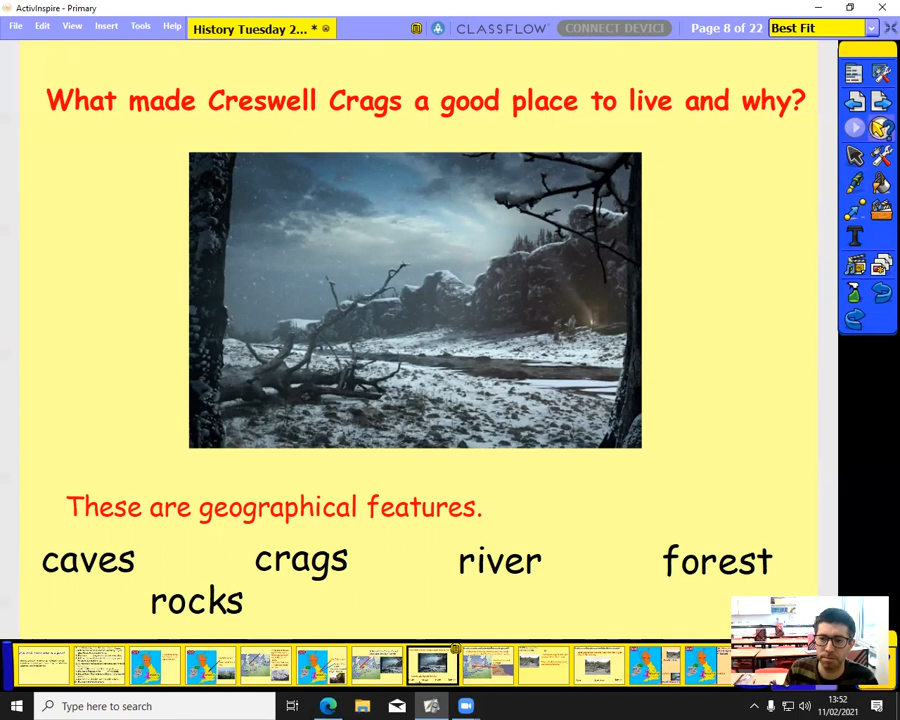 ActivInspire - Primary
File Edit View Insert Tools Help
History Tuesday 2... *
CLASSFLOW
CONNECT DEVICI
Page 8 of 22
Best Fit
What made Creswell Crags a good place to live and why?
These are geographical features.
caves crags river forest
rocks
Type here to search
13:52
11/02/2021